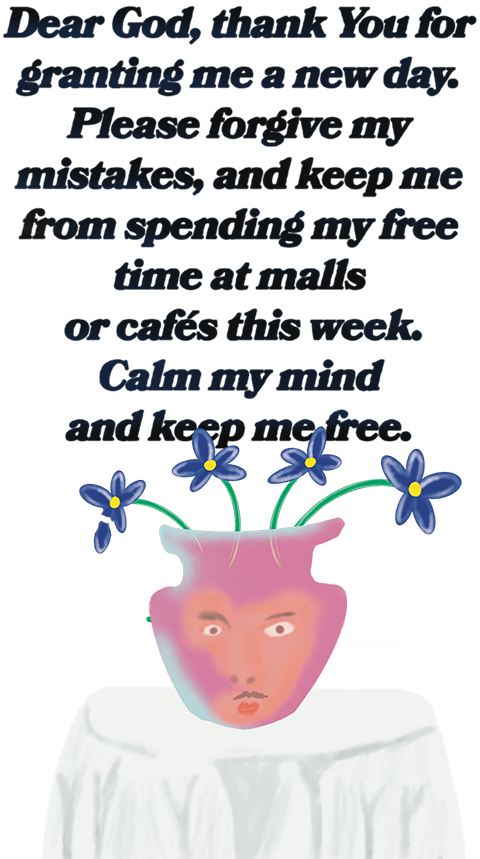 Dear God, thank You for
granting me a new day.
Please forgive my
mistakes, and keep me
from spending my free
time at malls
or cafés this week.
Calm my mind
and keep me free.